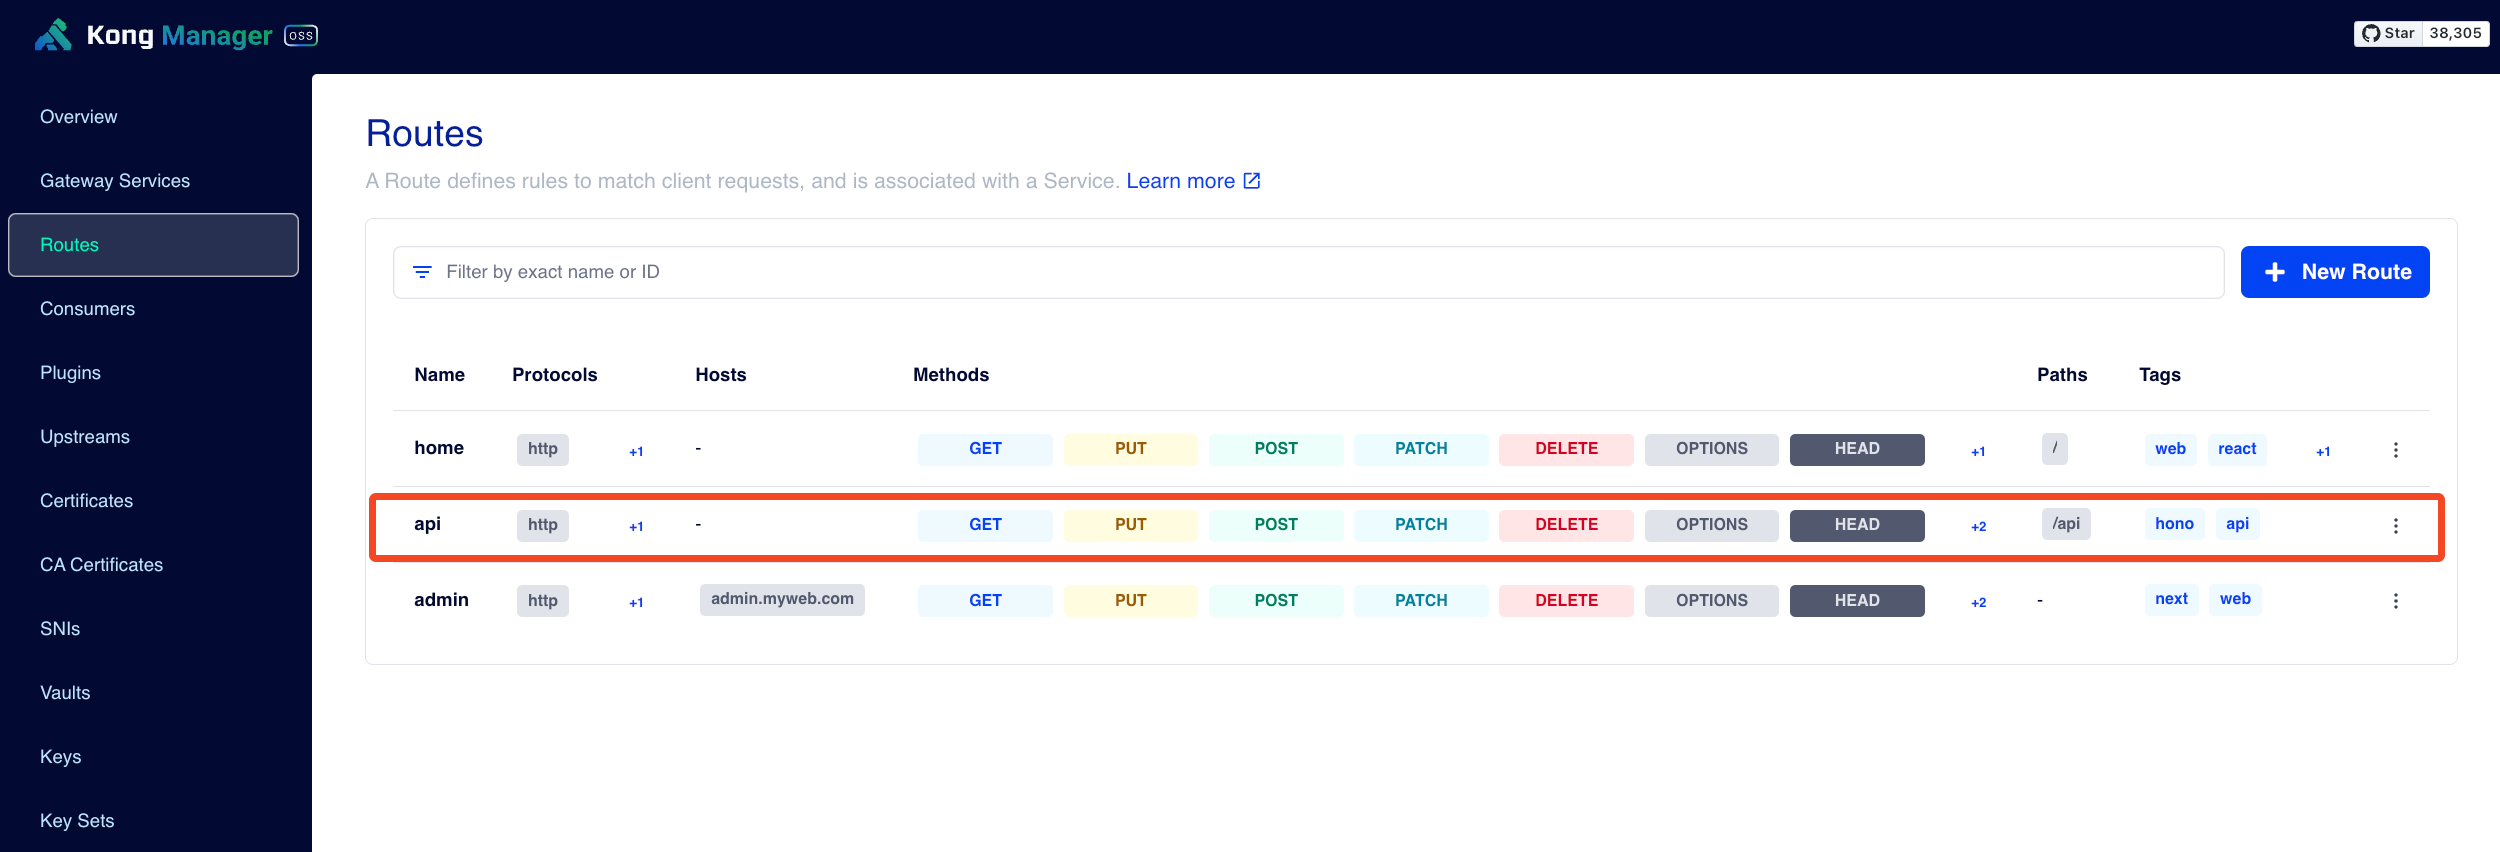 Kong Manager OSS
Star 38,305
Overview
Gateway Services
Routes
Consumers
Plugins
Upstreams
Certificates
CA Certificates
SNIs
Vaults
Keys
Key Sets
Routes
A Route defines rules to match client requests, and is associated with a Service. Learn more
Filter by exact name or ID
New Route
Name Protocols Hosts Methods Paths Tags
home http +1 - GET PUT POST PATCH DELETE OPTIONS HEAD +1 / web react +1
api http +1 - GET PUT POST PATCH DELETE OPTIONS HEAD +2 /api hono api
admin http +1 admin.myweb.com GET PUT POST PATCH DELETE OPTIONS HEAD +2 - next web